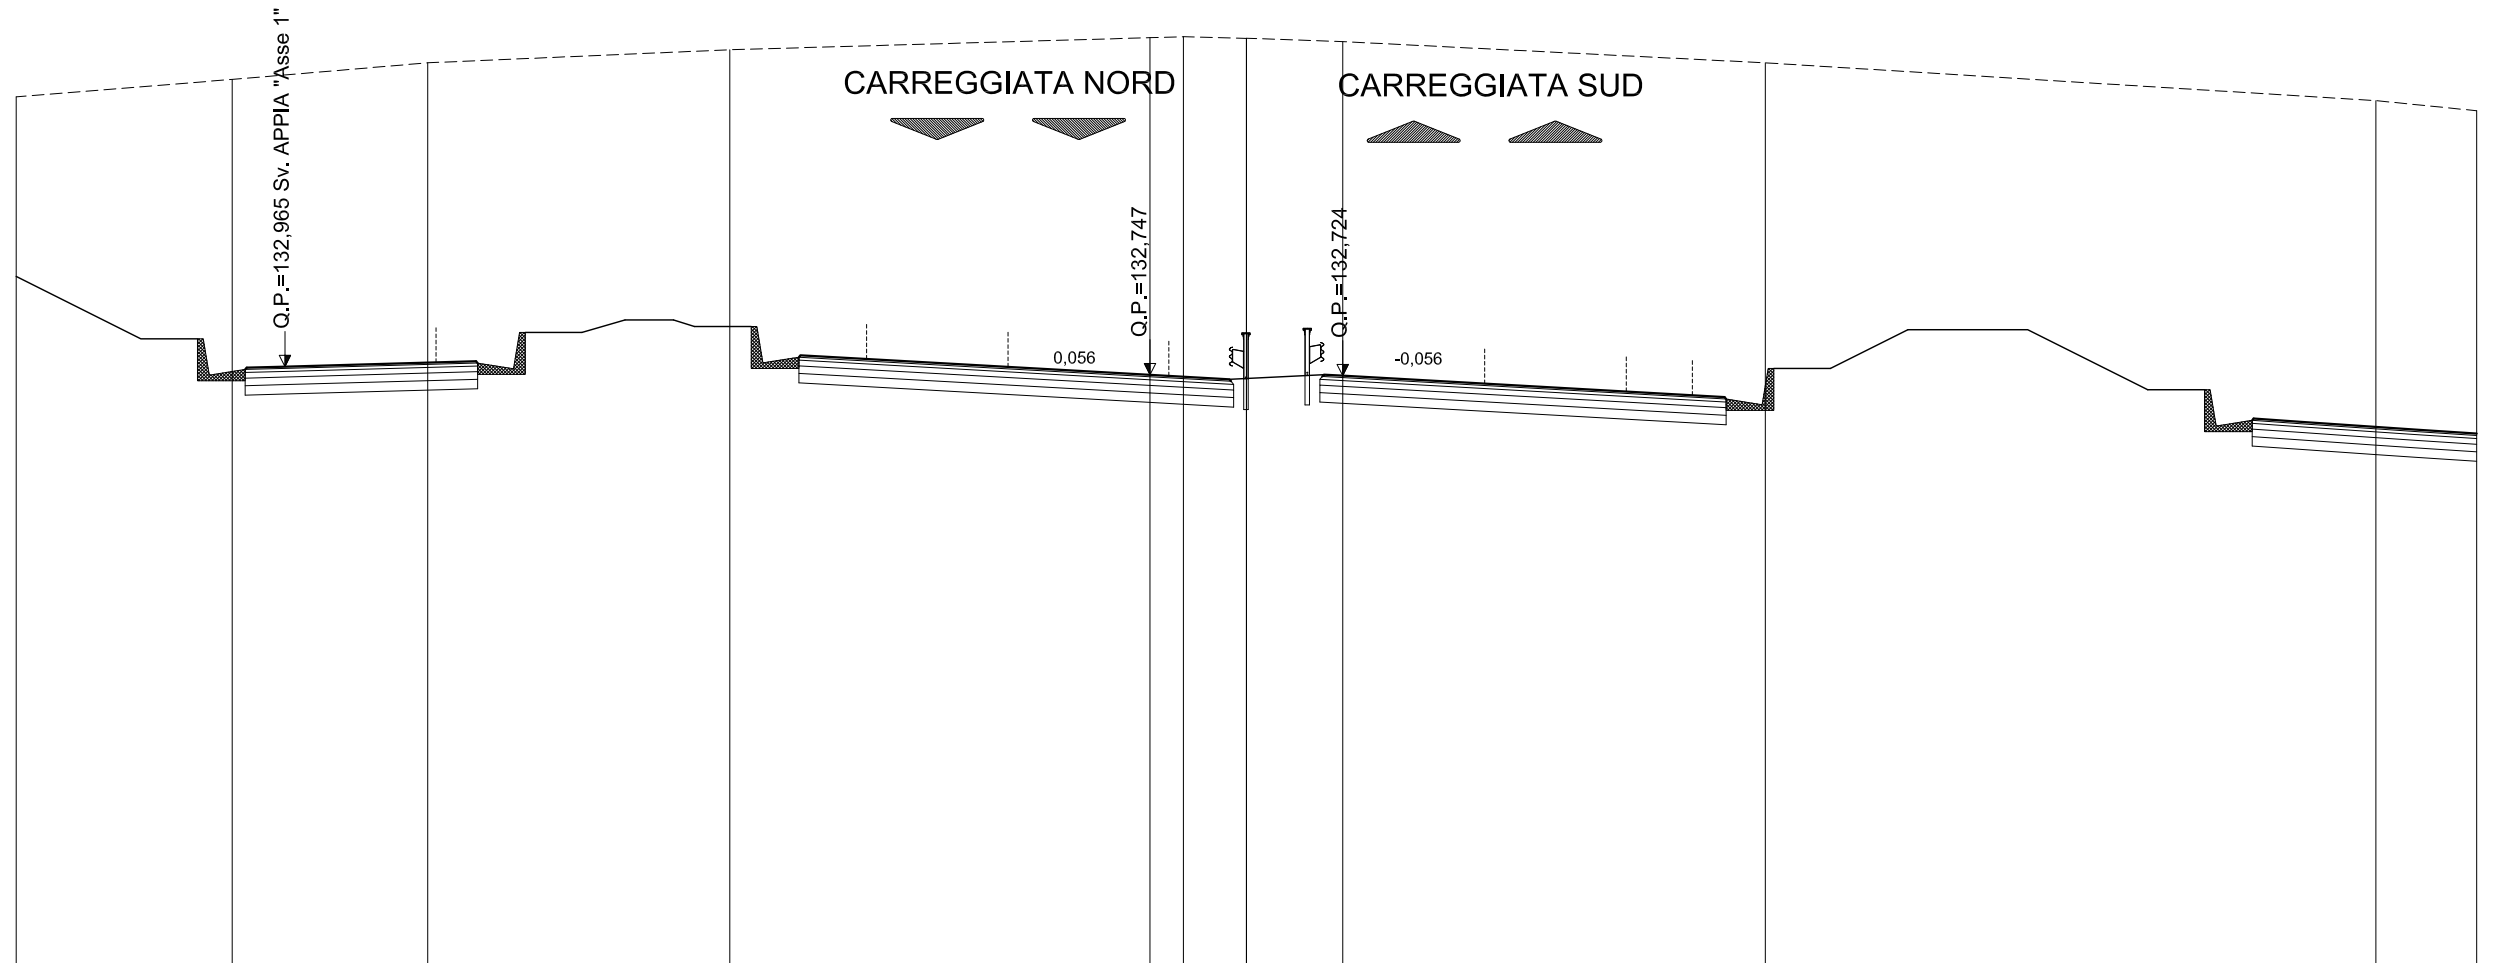 Q.P.=132,965 Sv. APPIA "Asse 1"
CARREGGIATA NORD
CARREGGIATA SUD
Q.P.=132,747
Q.P.=132,724
0,056
-0,056